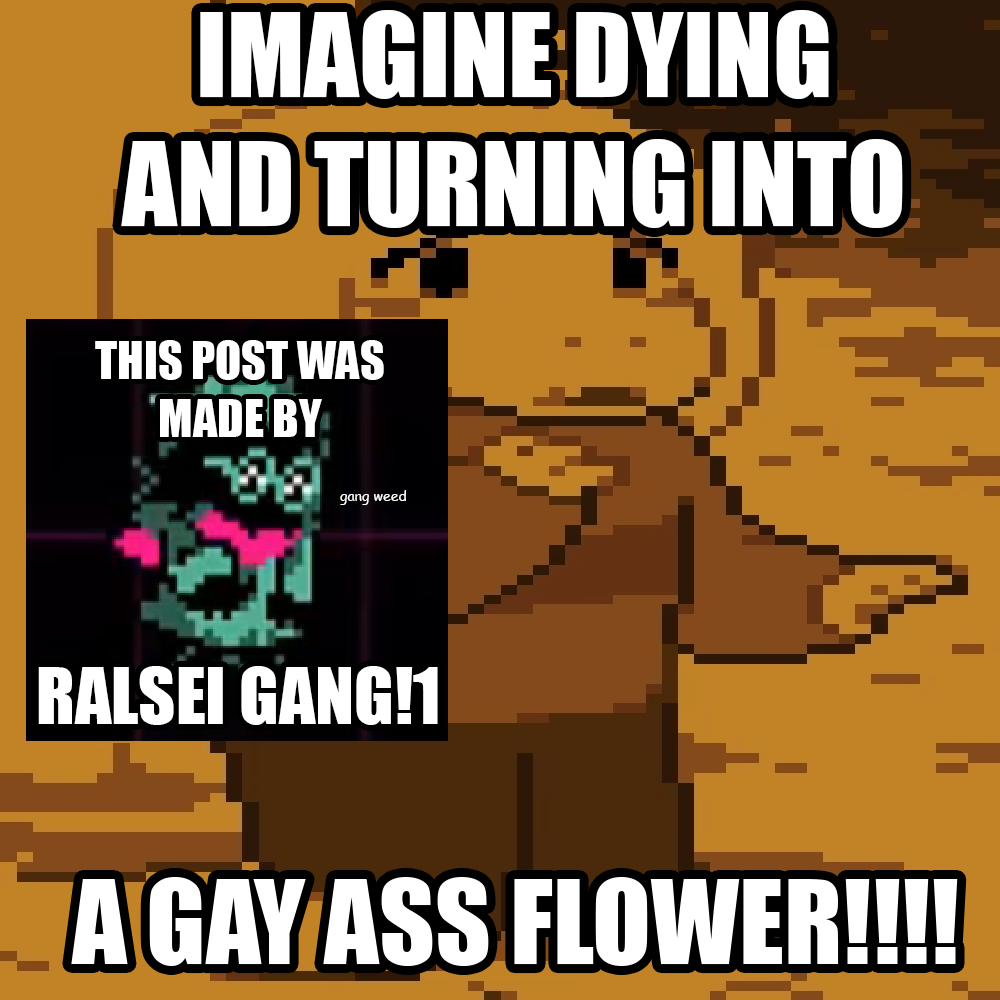 IMAGINE DYING
AND TURNING INTO
THIS POST WAS
MADE BY
gang weed
RALSEI GANG!1
A GAY ASS FLOWER!!!!